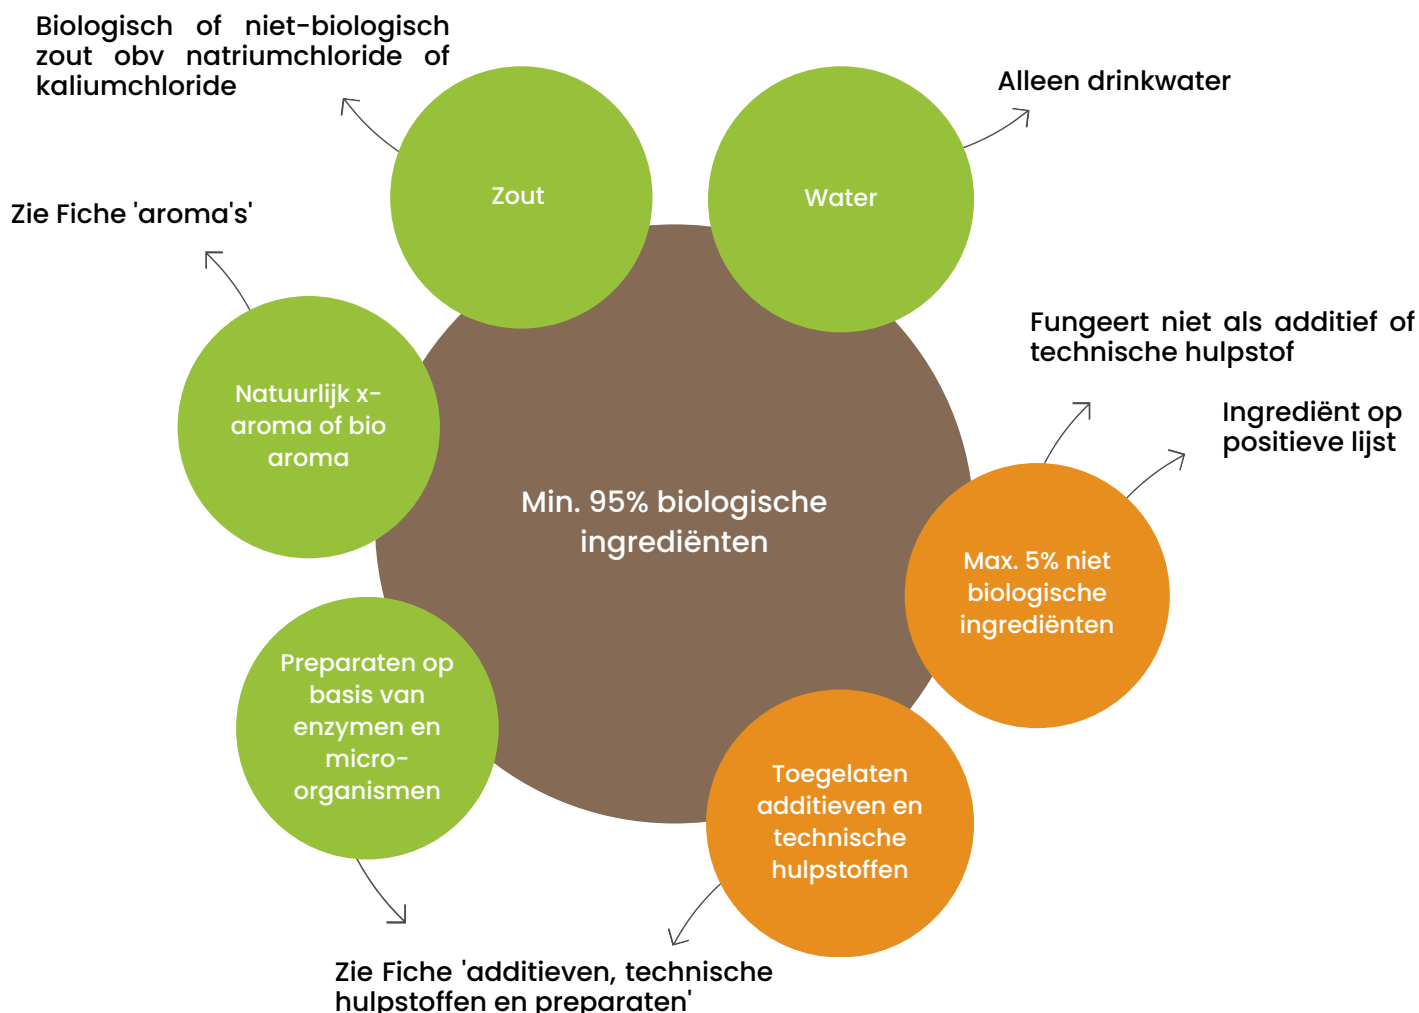 Biologisch of niet-biologisch
zout obv natriumchloride of
kaliumchloride
Alleen drinkwater
Zout
Water
Zie Fiche 'aroma's'
Fungeert niet als additief of
technische hulpstof
Ingrediënt op
positieve lijst
Natuurlijk x-
aroma of bio
aroma
Min. 95% biologische
ingrediënten
Max. 5% niet
biologische
ingrediënten
Preparaten op
basis van
enzymen en
micro-
organismen
Toegelaten
additieven en
technische
hulpstoffen
Zie Fiche 'additieven, technische
hulpstoffen en preparaten'